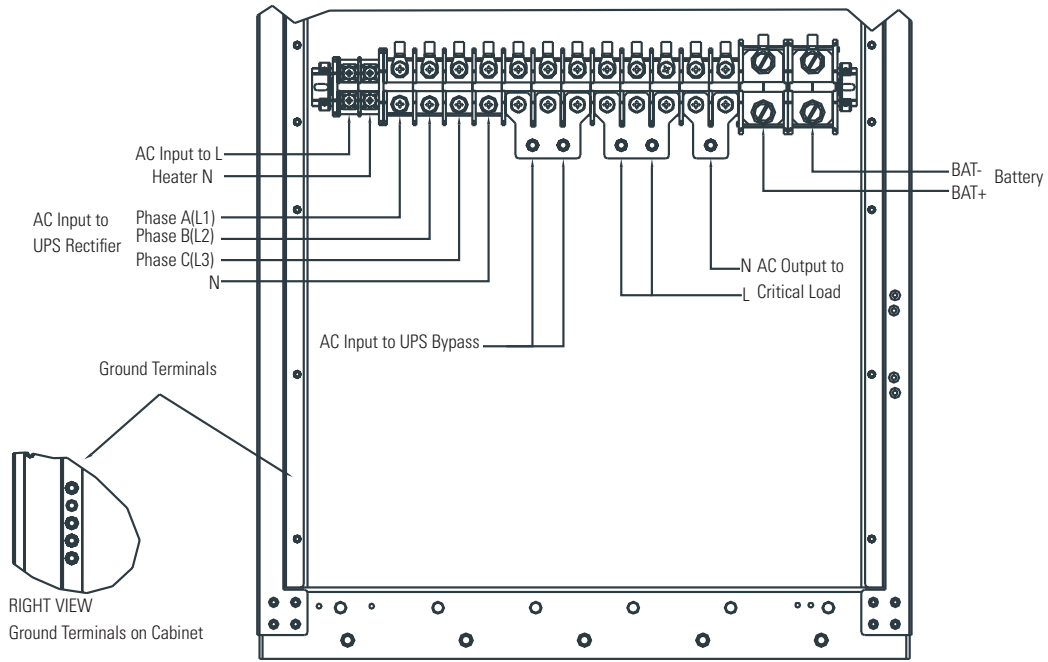 AC Input to L
Heater N
AC Input to
UPS Rectifier
Phase A(L1)
Phase B(L2)
Phase C(L3)
N
BAT- Battery
BAT+
N AC Output to
L Critical Load
AC Input to UPS Bypass
Ground Terminals
RIGHT VIEW
Ground Terminals on Cabinet